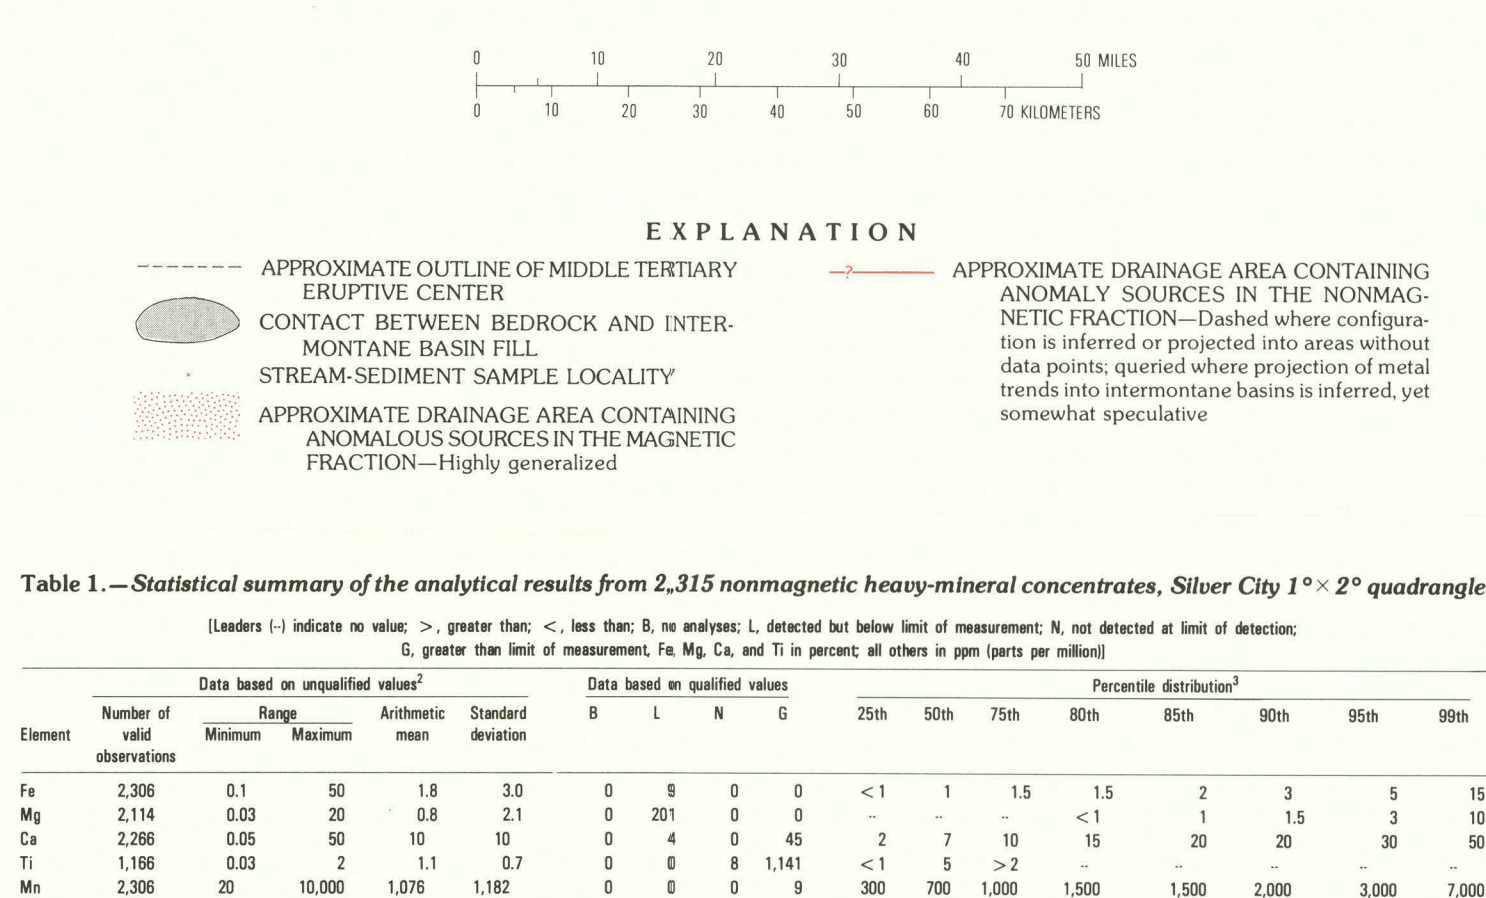 0 10 20 30 40 50 MILES
0 10 20 30 40 50 60 70 KILOMETERS
EXPLANATION
APPROXIMATE OUTLINE OF MIDDLE TERTIARY
ERUPTIVE CENTER
CONTACT BETWEEN BEDROCK AND INTER-
MONTANE BASIN FILL
STREAM-SEDIMENT SAMPLE LOCALITY
APPROXIMATE DRAINAGE AREA CONTAINING
ANOMALOUS SOURCES IN THE MAGNETIC
FRACTION—Highly generalized
—?— APPROXIMATE DRAINAGE AREA CONTAINING
ANOMALY SOURCES IN THE NONMAG-
NETIC FRACTION—Dashed where configura-
tion is inferred or projected into areas without
data points; queried where projection of metal
trends into intermontane basins is inferred, yet
somewhat speculative
Table 1.—Statistical summary of the analytical results from 2,,315 nonmagnetic heavy-mineral concentrates, Silver City 1° × 2° quadrangle
[Leaders (--) indicate no value; >, greater than; <, less than; B, no analyses; L, detected but below limit of measurement; N, not detected at limit of detection;
G, greater than limit of measurement, Fe, Mg, Ca, and Ti in percent; all others in ppm (parts per million)]
Data based on unqualified values² Data based on qualified values Percentile distribution³
Number of Range Arithmetic Standard B L N G 25th 50th 75th 80th 85th 90th 95th 99th
Element valid Minimum Maximum mean deviation
observations
Fe 2,306 0.1 50 1.8 3.0 0 9 0 0 <1 1 1.5 1.5 2 3 5 15
Mg 2,114 0.03 20 0.8 2.1 0 201 0 0 -- -- -- <1 1 1.5 3 10
Ca 2,266 0.05 50 10 10 0 4 0 45 2 7 10 15 20 20 30 50
Ti 1,166 0.03 2 1.1 0.7 0 0 8 1,141 <1 5 >2 -- -- -- -- --
Mn 2,306 20 10,000 1,076 1,182 0 0 0 9 300 700 1,000 1,500 1,500 2,000 3,000 7,000